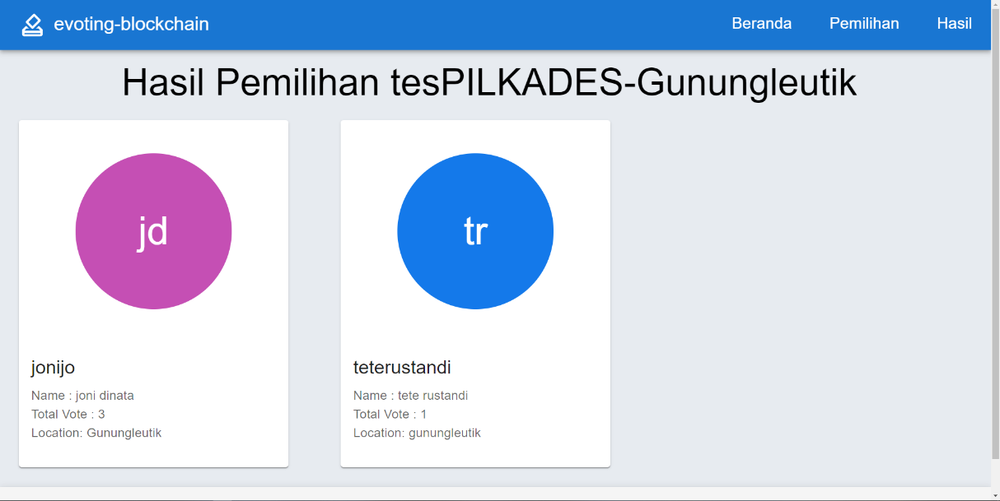 evoting-blockchain Beranda Pemilihan Hasil
Hasil Pemilihan tesPILKADES-Gunungleutik
jd
jonijo
Name : joni dinata
Total Vote : 3
Location: Gunungleutik
tr
teterustandi
Name : tete rustandi
Total Vote : 1
Location: gunungleutik